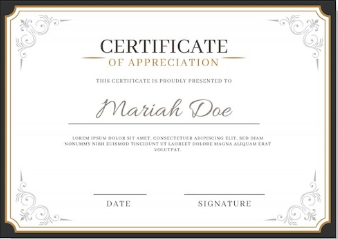 CERTIFICATE
OF APPRECIATION
THIS CERTIFICATE IS PROUDLY PRESENTED TO
Mariah Doe
LOREM IPSUM DOLOR SIT AMET, CONSECTETUER ADIPISCING ELIT, SED DIAM
NONUMMY NIBH EUISMOD TINCIDUNT UT LAOREET DOLORE MAGNA ALIQUAM ERAT
VOLUTPAT.
DATE
SIGNATURE